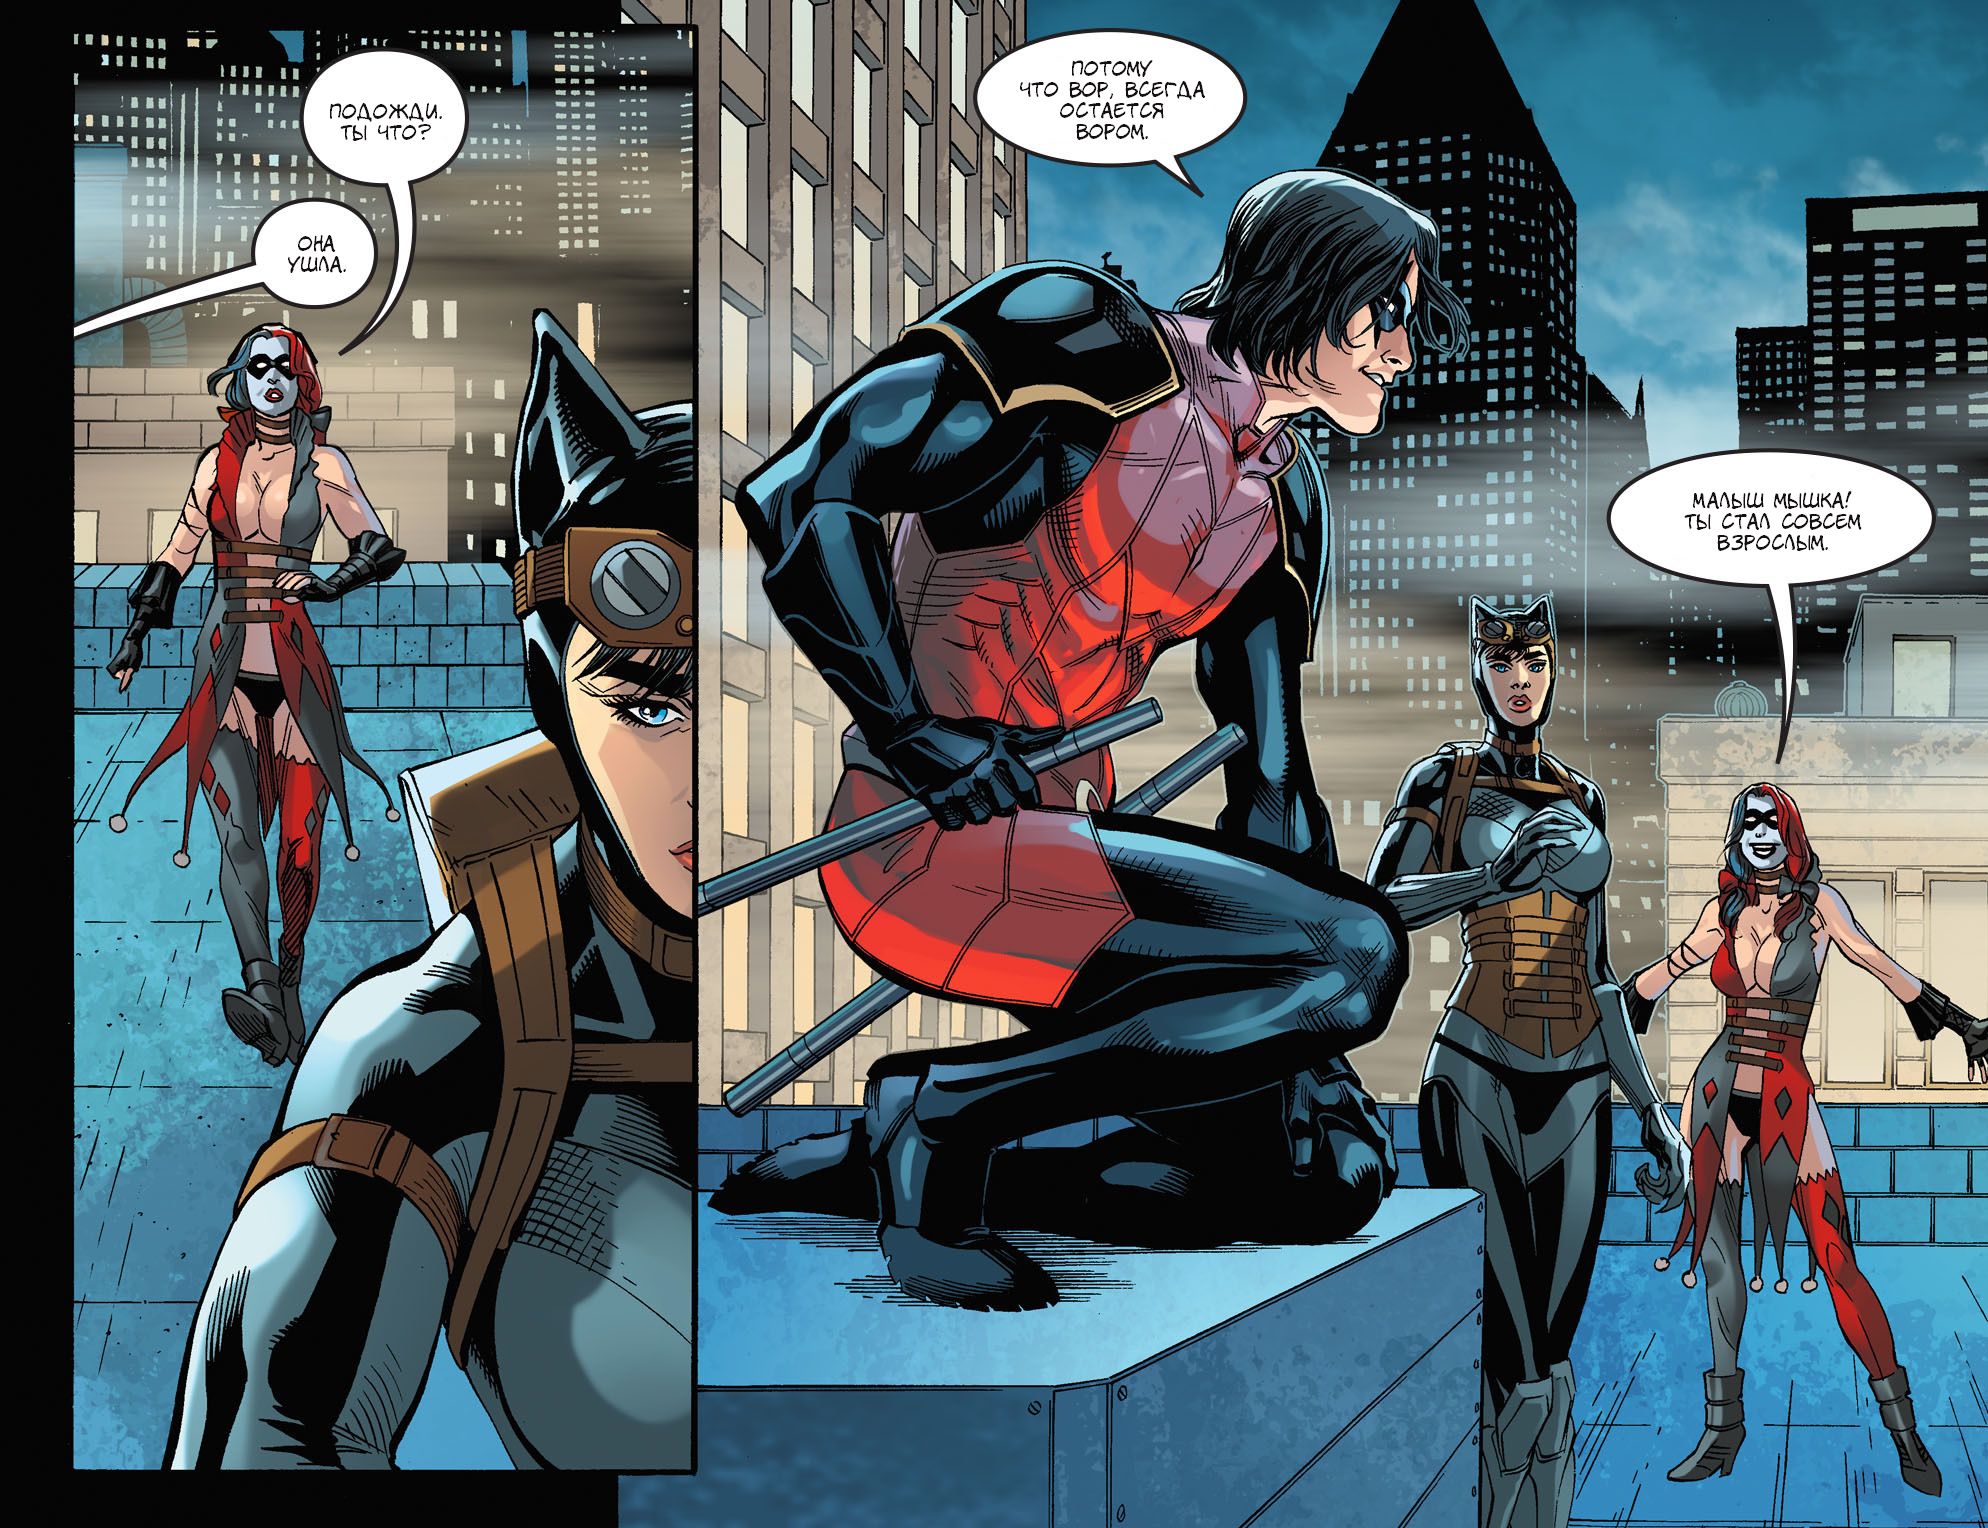 ПОДОЖДИ.
ТЫ ЧТО?
ОНА
УШЛА.
ПОТОМУ
ЧТО ВОР, ВСЕГДА
ОСТАЕТСЯ
ВОРОМ.
МАЛЫШ МЫШКА!
ТЫ СТАЛ СОВСЕМ
ВЗРОСЛЫМ.